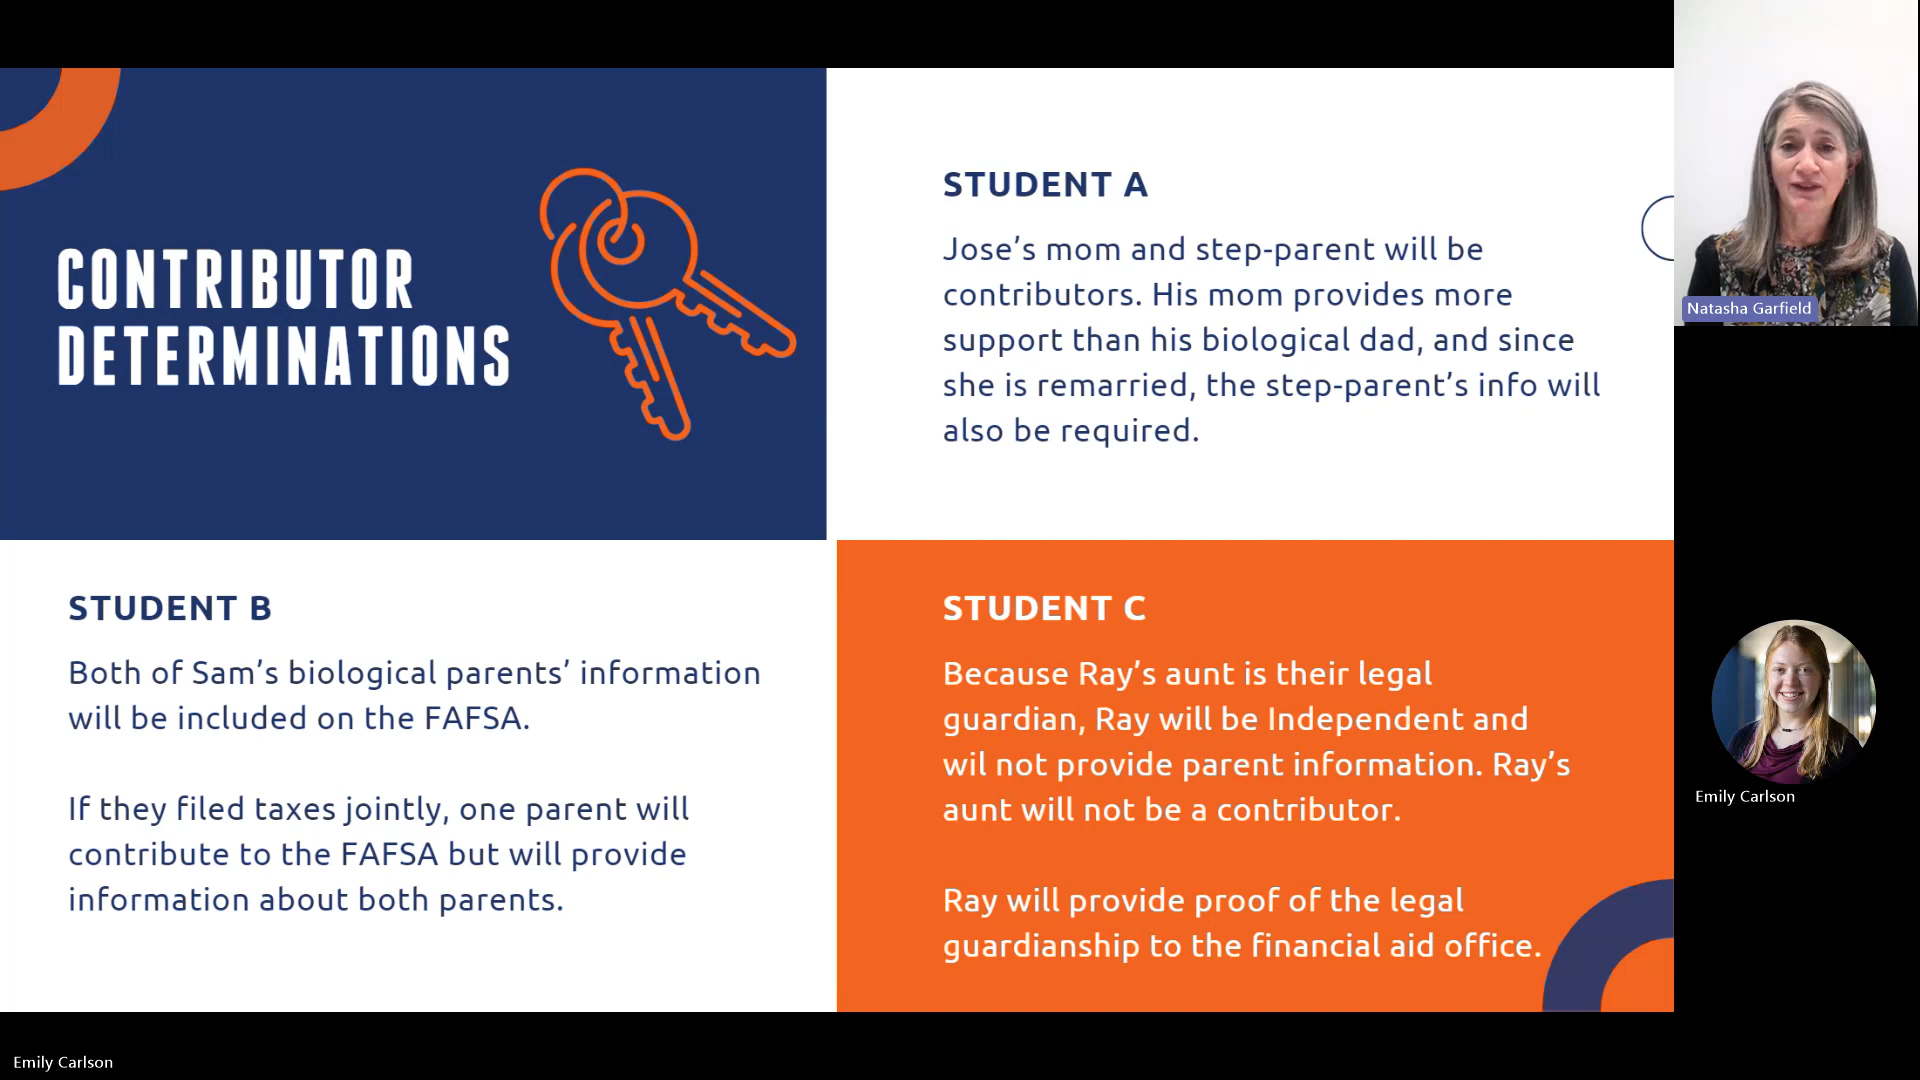 CONTRIBUTOR
DETERMINATIONS
STUDENT A
Jose’s mom and step-parent will be
contributors. His mom provides more
support than his biological dad, and since
she is remarried, the step-parent’s info will
also be required.
STUDENT B
Both of Sam’s biological parents’ information
will be included on the FAFSA.
If they filed taxes jointly, one parent will
contribute to the FAFSA but will provide
information about both parents.
STUDENT C
Because Ray’s aunt is their legal
guardian, Ray will be Independent and
wil not provide parent information. Ray’s
aunt will not be a contributor.
Ray will provide proof of the legal
guardianship to the financial aid office.
Natasha Garfield
Emily Carlson
Emily Carlson